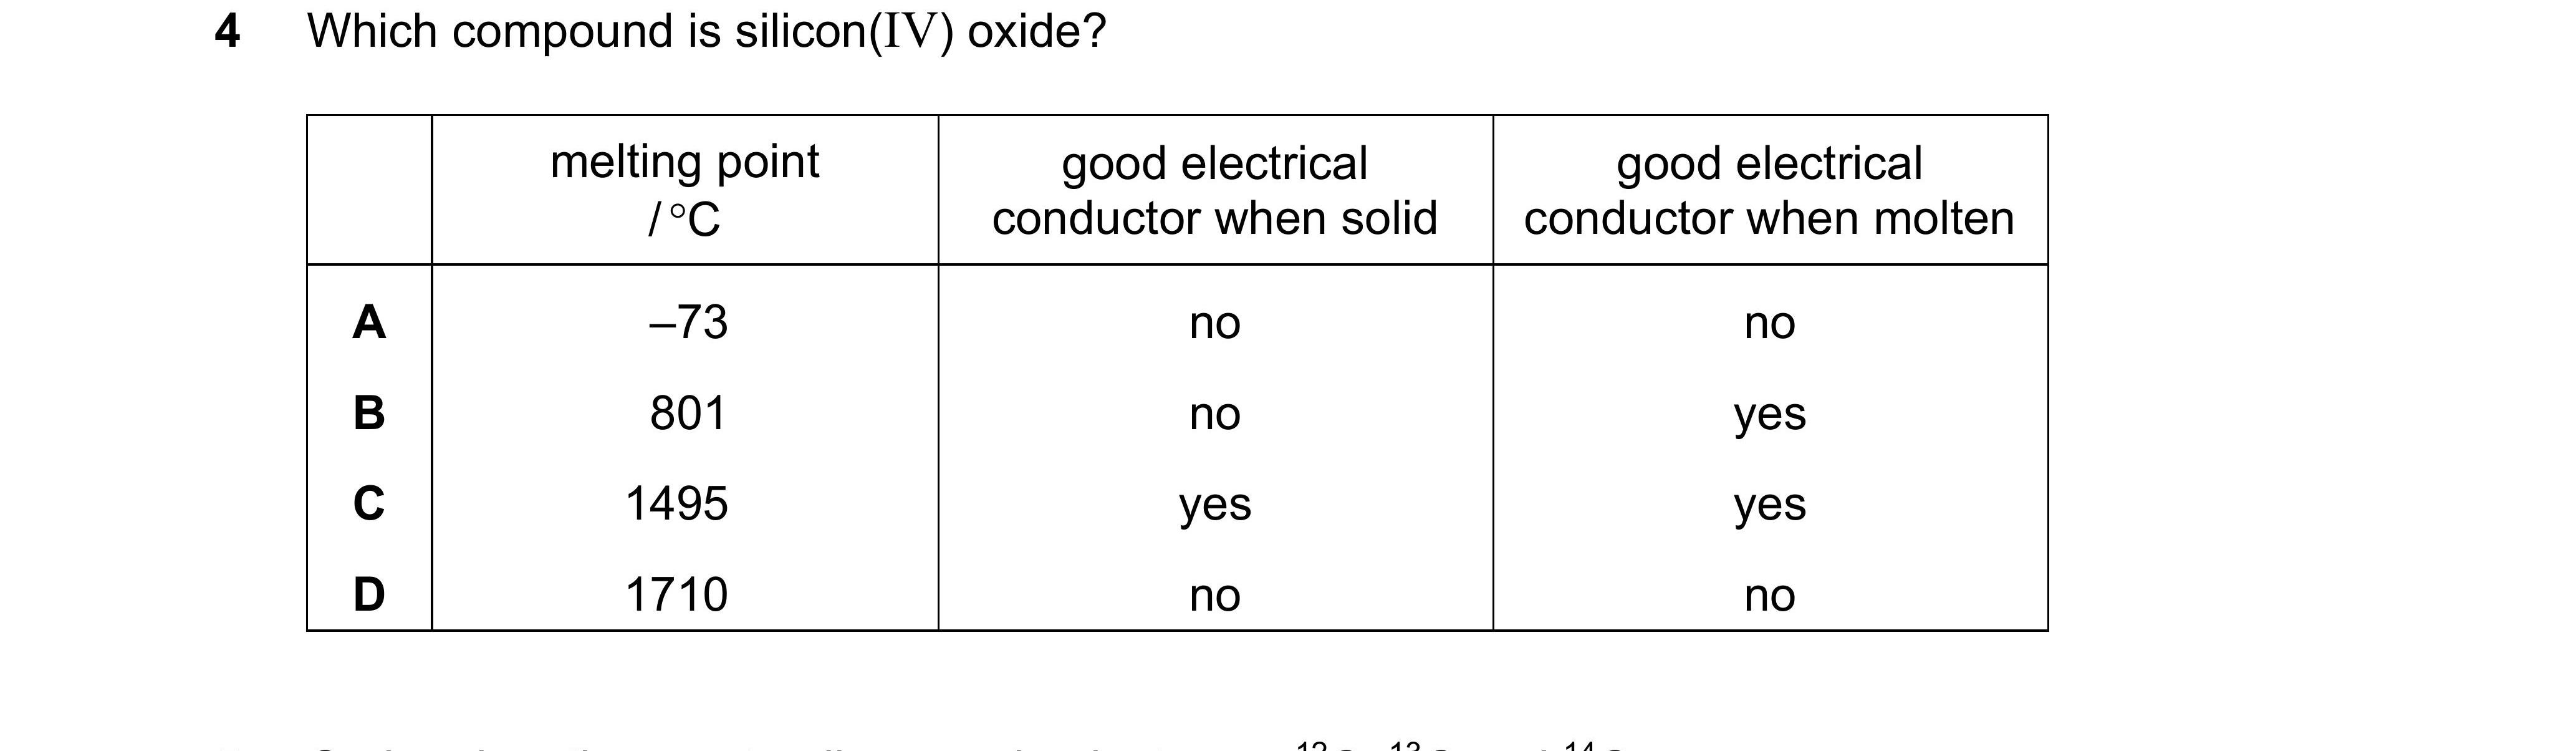 4 Which compound is silicon(IV) oxide?
melting point good electrical good electrical
/°C conductor when solid conductor when molten
A –73 no no
B 801 no yes
C 1495 yes yes
D 1710 no no